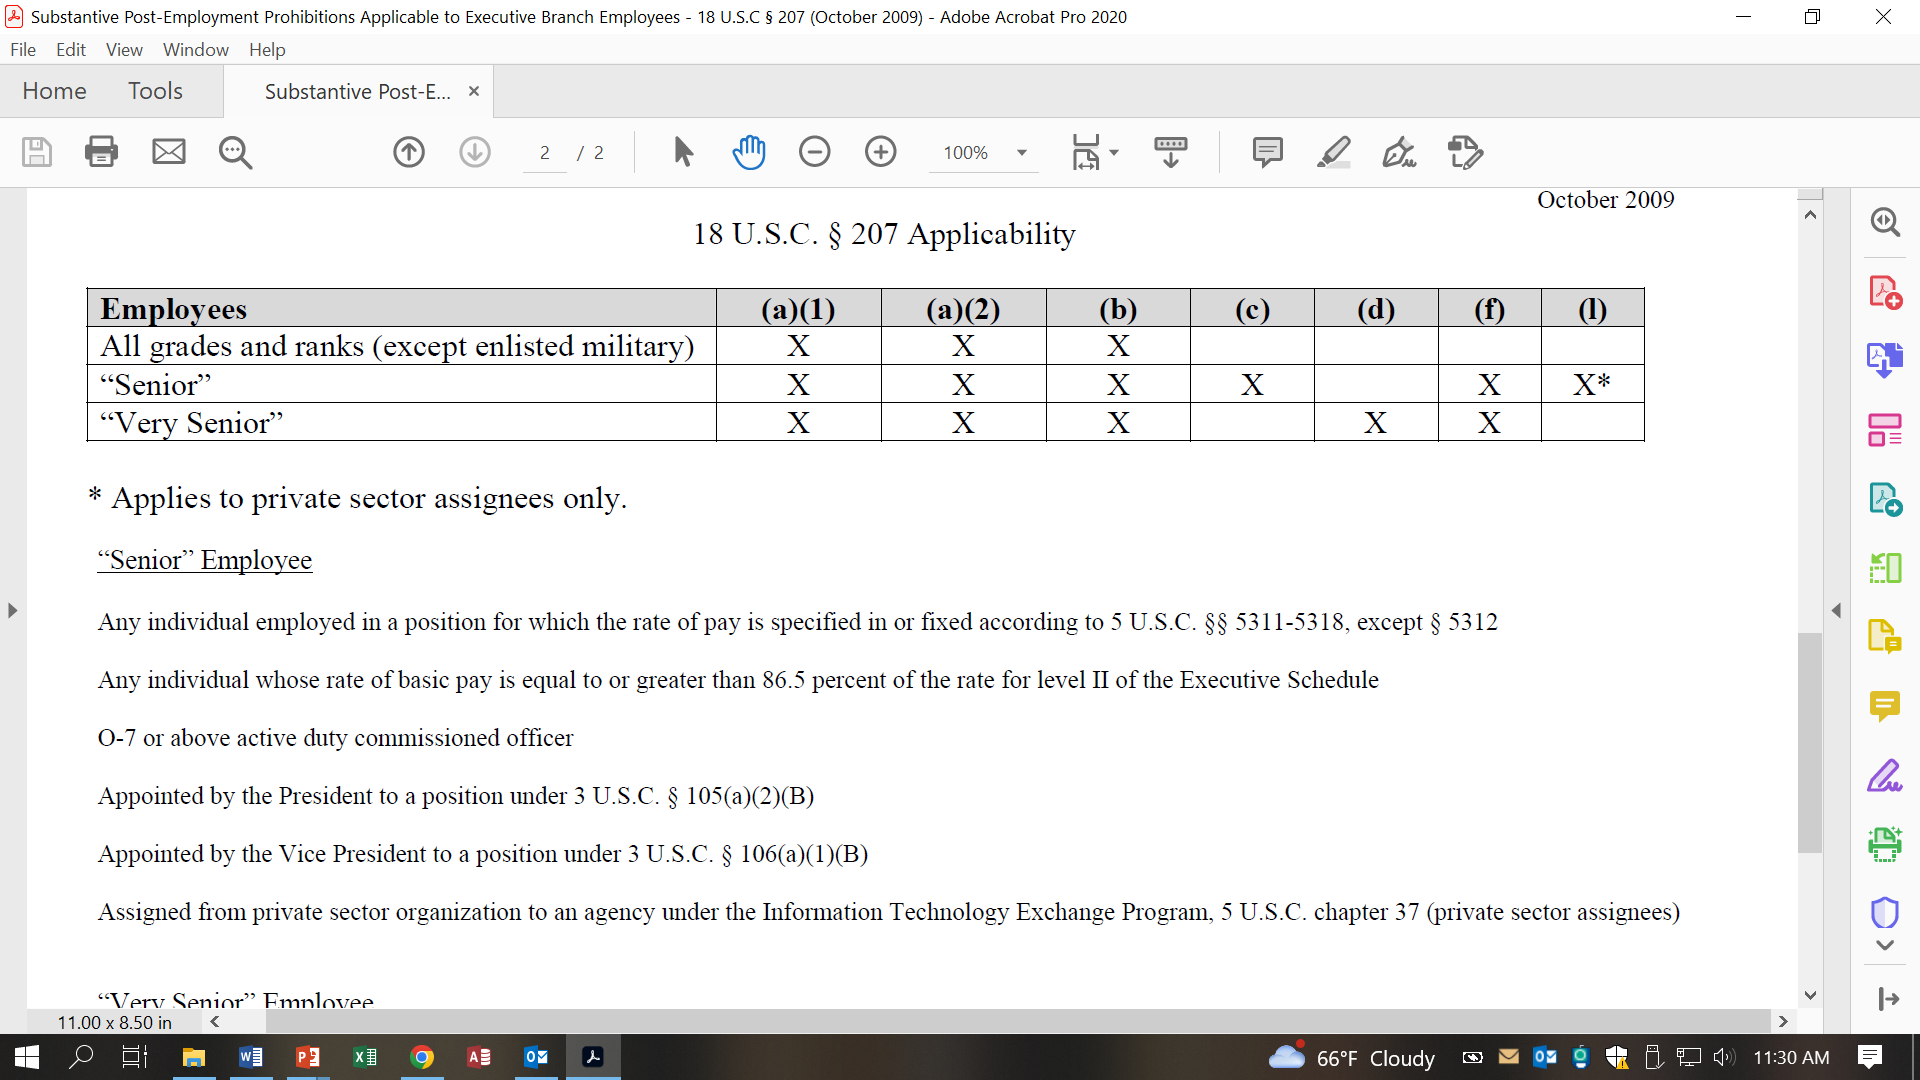 Substantive Post-Employment Prohibitions Applicable to Executive Branch Employees - 18 U.S.C § 207 (October 2009) - Adobe Acrobat Pro 2020
File Edit View Window Help
Home Tools Substantive Post-E... ×
2 / 2 100%
October 2009
18 U.S.C. § 207 Applicability
Employees (a)(1) (a)(2) (b) (c) (d) (f) (l)
All grades and ranks (except enlisted military) X X X
“Senior” X X X X X X*
“Very Senior” X X X X X
* Applies to private sector assignees only.
“Senior” Employee
Any individual employed in a position for which the rate of pay is specified in or fixed according to 5 U.S.C. §§ 5311-5318, except § 5312
Any individual whose rate of basic pay is equal to or greater than 86.5 percent of the rate for level II of the Executive Schedule
O-7 or above active duty commissioned officer
Appointed by the President to a position under 3 U.S.C. § 105(a)(2)(B)
Appointed by the Vice President to a position under 3 U.S.C. § 106(a)(1)(B)
Assigned from private sector organization to an agency under the Information Technology Exchange Program, 5 U.S.C. chapter 37 (private sector assignees)
“Very Senior” Employee
11.00 x 8.50 in
66°F Cloudy 11:30 AM